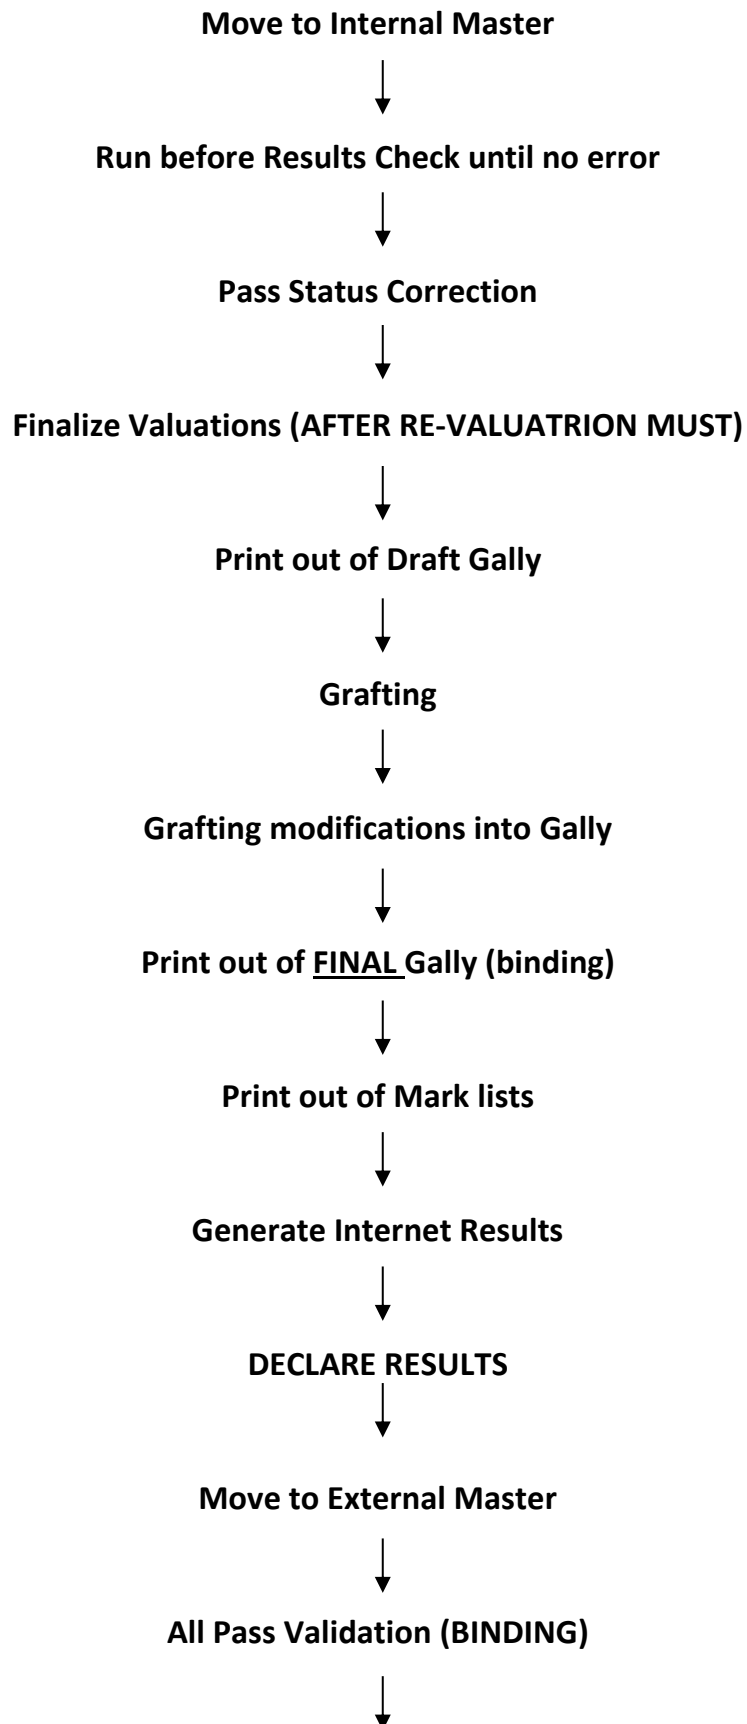 Move to Internal Master
Run before Results Check until no error
Pass Status Correction
Finalize Valuations (AFTER RE-VALUATRION MUST)
Print out of Draft Gally
Grafting
Grafting modifications into Gally
Print out of FINAL Gally (binding)
Print out of Mark lists
Generate Internet Results
DECLARE RESULTS
Move to External Master
All Pass Validation (BINDING)